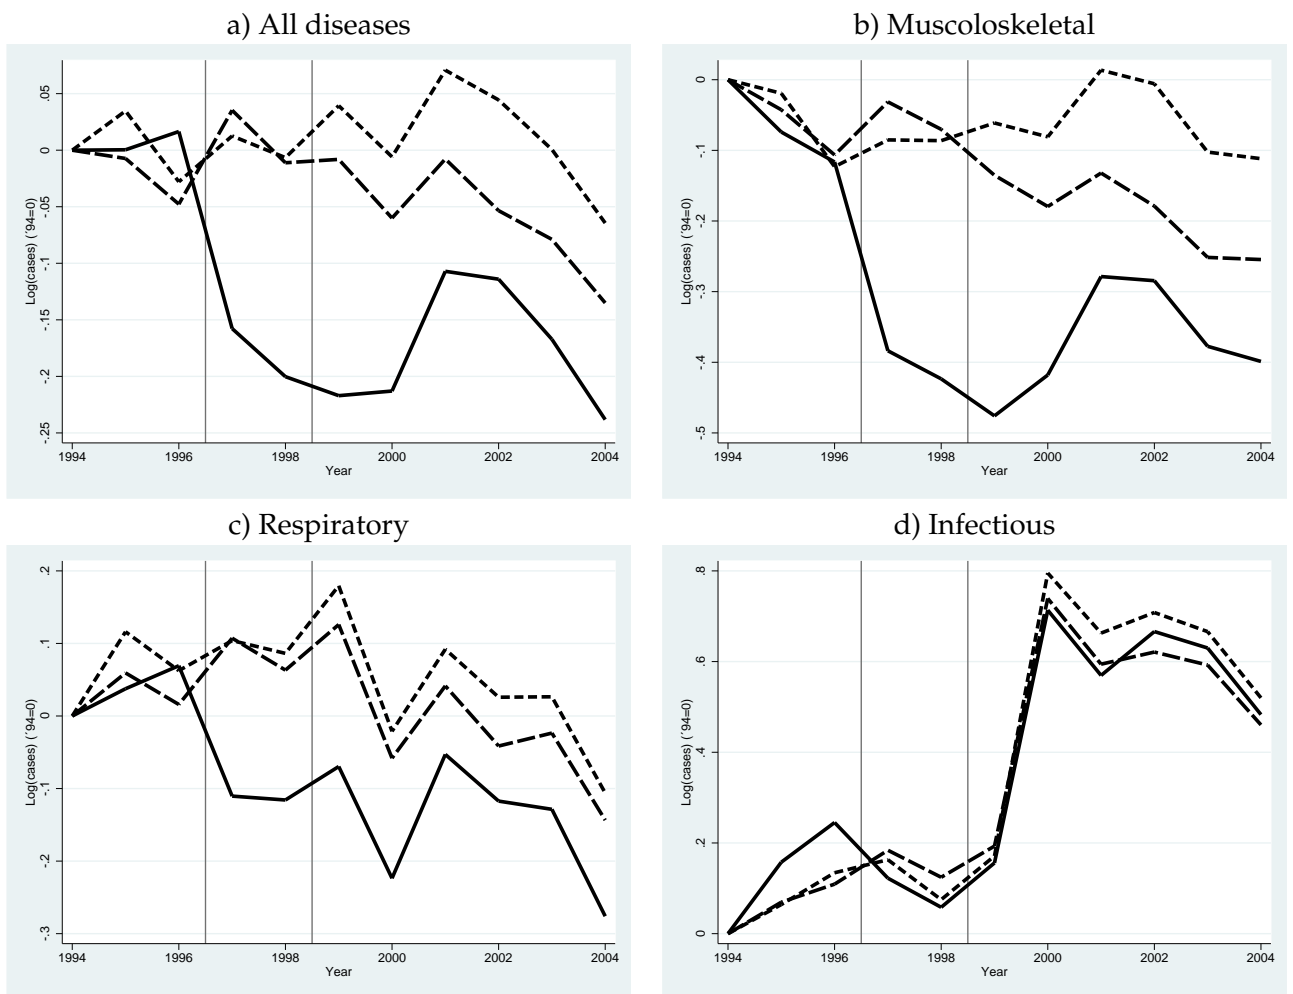 a) All diseases
b) Muscoloskeletal
Log(cases) (´94=0)
.05
0
-.05
-.1
-.15
-.2
-.25
1994 1996 1998 2000 2002 2004
Year
Log(cases) (´94=0)
0
-.1
-.2
-.3
-.4
-.5
1994 1996 1998 2000 2002 2004
Year
c) Respiratory
d) Infectious
Log(cases) (´94=0)
.2
.1
0
-.1
-.2
-.3
1994 1996 1998 2000 2002 2004
Year
Log(cases) (´94=0)
.8
.6
.4
.2
0
1994 1996 1998 2000 2002 2004
Year